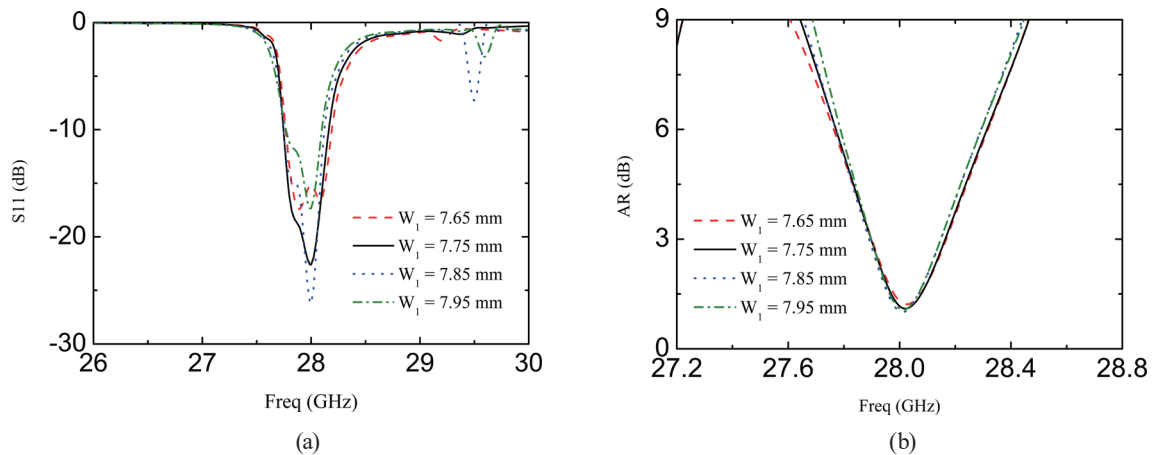 0
-10
-20
-30
S11 (dB)
W1 = 7.65 mm
W1 = 7.75 mm
W1 = 7.85 mm
W1 = 7.95 mm
26 27 28 29 30
Freq (GHz)
(a)
9
6
3
0
AR (dB)
W1 = 7.65 mm
W1 = 7.75 mm
W1 = 7.85 mm
W1 = 7.95 mm
27.2 27.6 28.0 28.4 28.8
Freq (GHz)
(b)